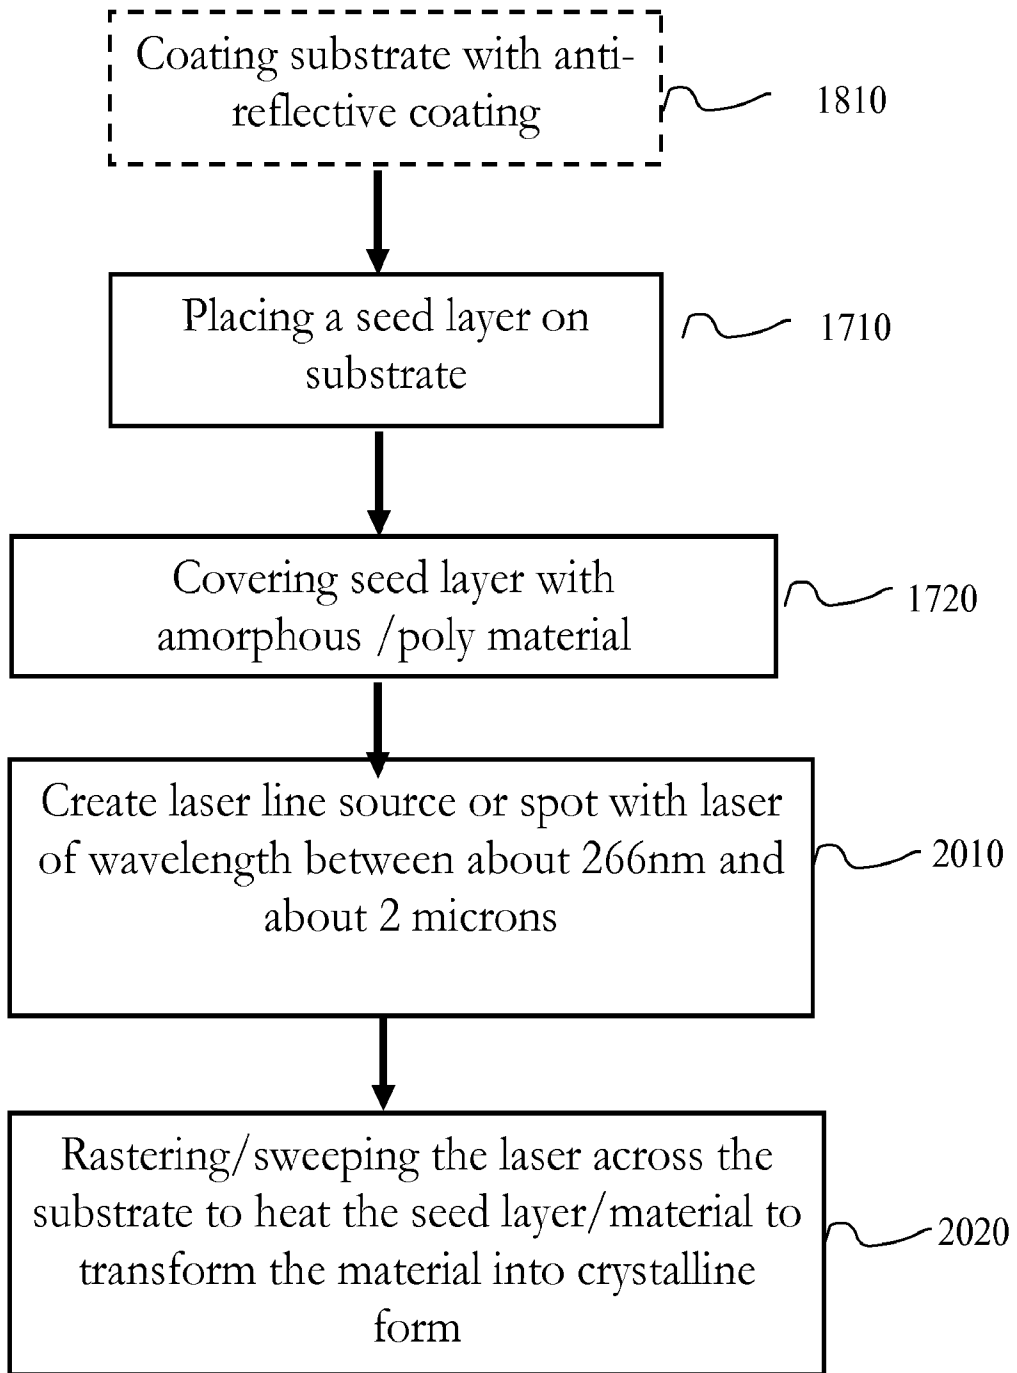 Coating substrate with anti-
reflective coating
1810
Placing a seed layer on
substrate
1710
Covering seed layer with
amorphous /poly material
1720
Create laser line source or spot with laser
of wavelength between about 266nm and
about 2 microns
2010
Rastering/sweeping the laser across the
substrate to heat the seed layer/material to
transform the material into crystalline
form
2020